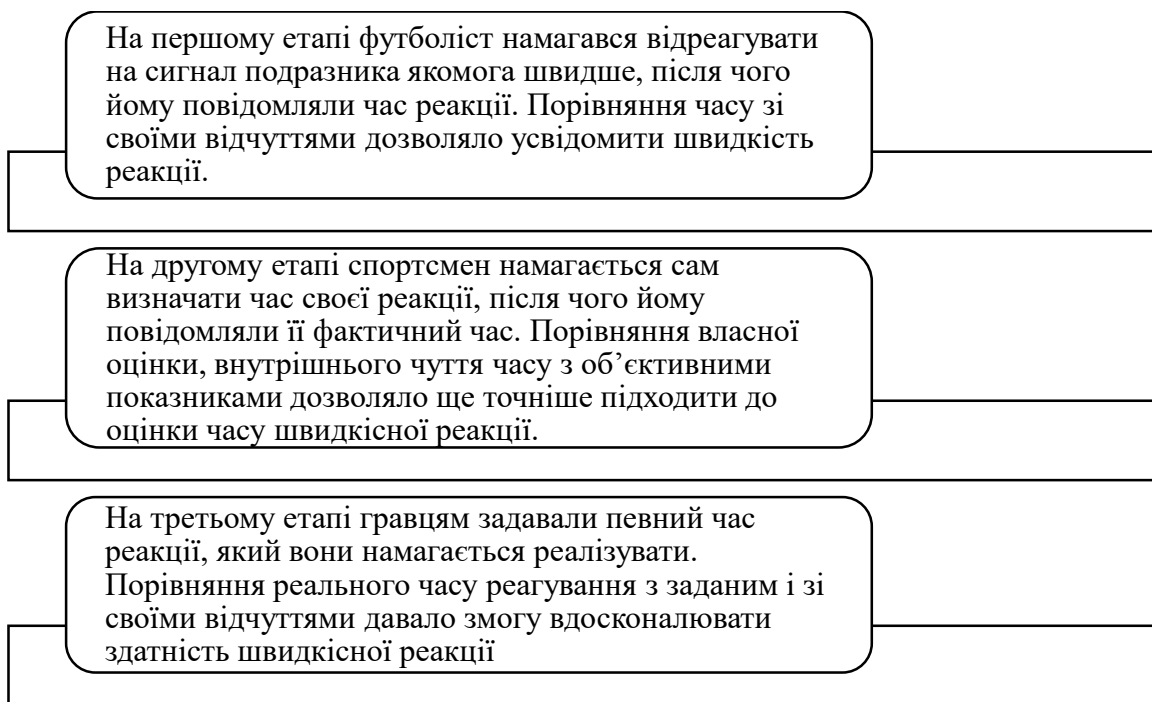 На першому етапі футболіст намагався відреагувати
на сигнал подразника якомога швидше, після чого
йому повідомляли час реакції. Порівняння часу зі
своїми відчуттями дозволяло усвідомити швидкість
реакції.
На другому етапі спортсмен намагається сам
визначати час своєї реакції, після чого йому
повідомляли її фактичний час. Порівняння власної
оцінки, внутрішнього чуття часу з об’єктивними
показниками дозволяло ще точніше підходити до
оцінки часу швидкісної реакції.
На третьому етапі гравцям задавали певний час
реакції, який вони намагається реалізувати.
Порівняння реального часу реагування з заданим і зі
своїми відчуттями давало змогу вдосконалювати
здатність швидкісної реакції